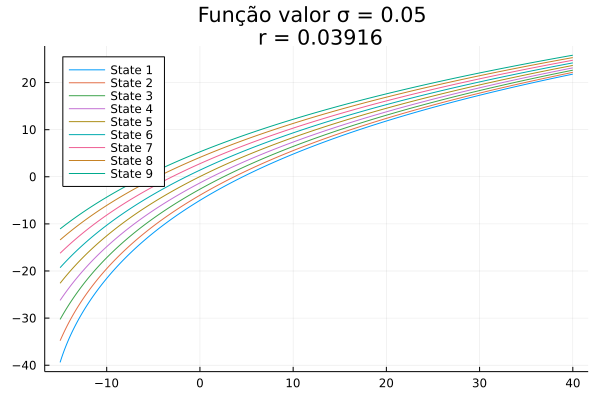 Função valor σ = 0.05
r = 0.03916
State 1
State 2
State 3
State 4
State 5
State 6
State 7
State 8
State 9
20
10
0
−10
−20
−30
−40
−10
0
10
20
30
40